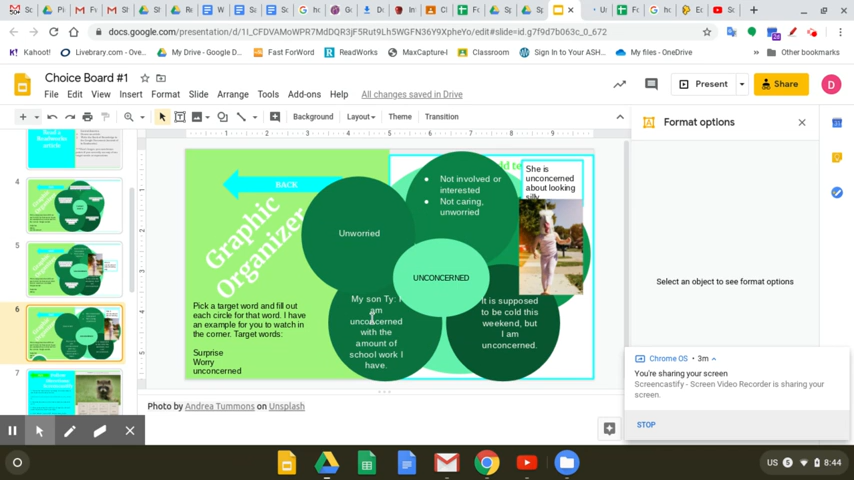 docs.google.com/presentation/d/1I_CFDVAMoWPR7MdDQR3jF5Rut9Lh5WGFN36Y9XpheYo/edit#slide=id.g7f9d7b063c_0_672
Kahoot!
Livebrary.com - Ov...
My Drive - Google D...
Fast ForWord
ReadWorks
MaxCapture-I
Classroom
Sign In to Your ASH...
My files - OneDrive
Other bookmarks
Choice Board #1
File Edit View Insert Format Slide Arrange Tools Add-ons Help
All changes saved in Drive
Present
Share
D
Background Layout Theme Transition
Format options
Select an object to see format options
4
5
6
7
BACK
Graphic
Organizer
Pick a target word and fill out
each circle for that word. I have
an example for you to watch in
the corner. Target words:
Surprise
Worry
unconcerned
Not involved or
interested
Not caring,
unworried
She is
unconcerned
about looking
silly
Unworried
UNCONCERNED
My son Ty: I
am
unconcerned
with the
amount of
school work I
have.
It is supposed
to be cold this
weekend, but
I am
unconcerned.
Photo by Andrea Tummons on Unsplash
Chrome OS • 3m
You're sharing your screen
Screencastify - Screen Video Recorder is sharing your
screen.
STOP
US
8:44